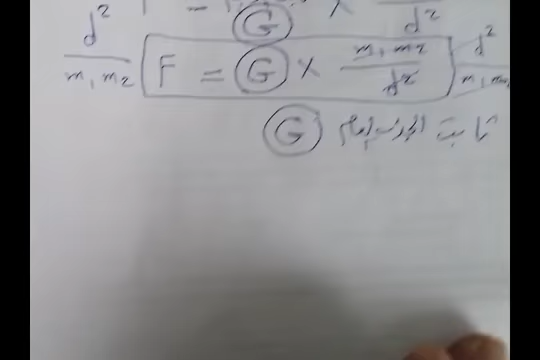 G × d²
d² / m₁ m₂ F = G × m₁ m₂ / d² d² / m₁ m₂
ثابت الجذب العام G